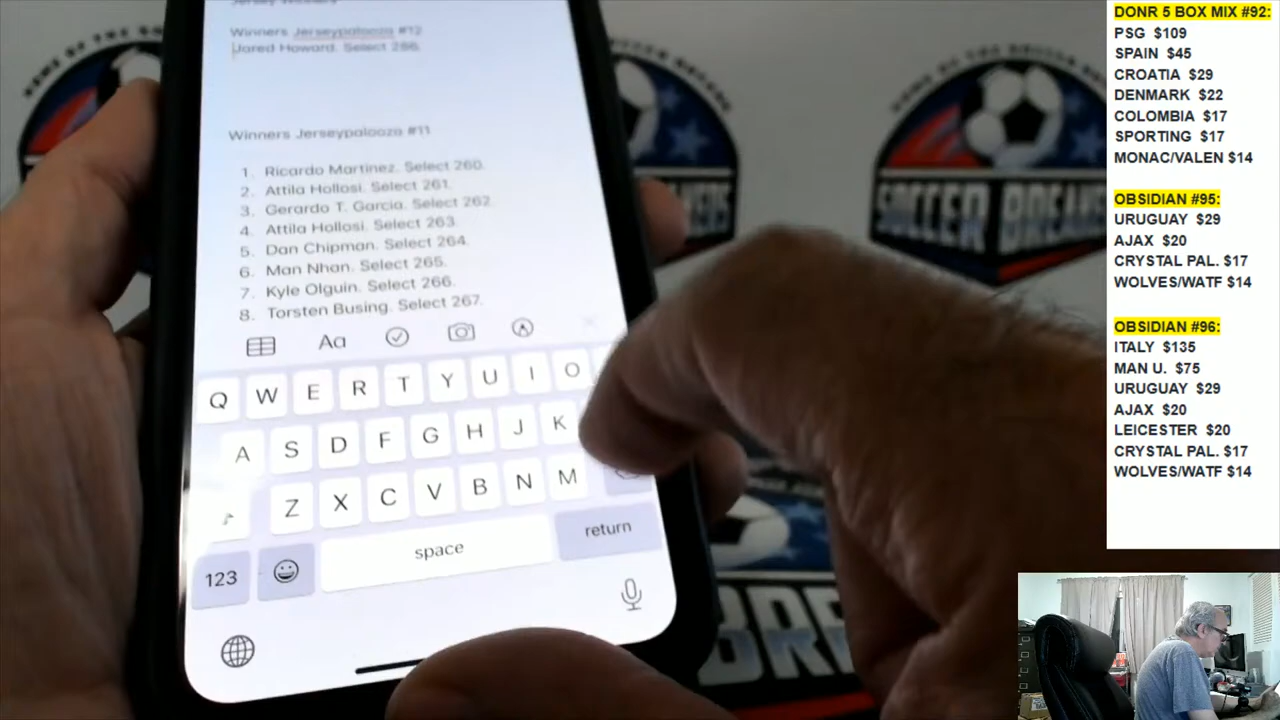 Jersey Winners
Winners Jerseypalooza #12
Jared Howard. Select 266.
Winners Jerseypalooza #11
1. Ricardo Martinez. Select 260.
2. Attila Hollosi. Select 261.
3. Gerardo T. Garcia. Select 262.
4. Attila Hollosi. Select 263.
5. Dan Chipman. Select 264.
6. Man Nhan. Select 265.
7. Kyle Olguin. Select 266.
8. Torsten Busing. Select 267.
Aa
Q W E R T Y U I O
A S D F G H J K
Z X C V B N M
123 space return
SOCCER BREAKERS
DONR 5 BOX MIX #92:
PSG $109
SPAIN $45
CROATIA $29
DENMARK $22
COLOMBIA $17
SPORTING $17
MONAC/VALEN $14
OBSIDIAN #95:
URUGUAY $29
AJAX $20
CRYSTAL PAL. $17
WOLVES/WATF $14
OBSIDIAN #96:
ITALY $135
MAN U. $75
URUGUAY $29
AJAX $20
LEICESTER $20
CRYSTAL PAL. $17
WOLVES/WATF $14